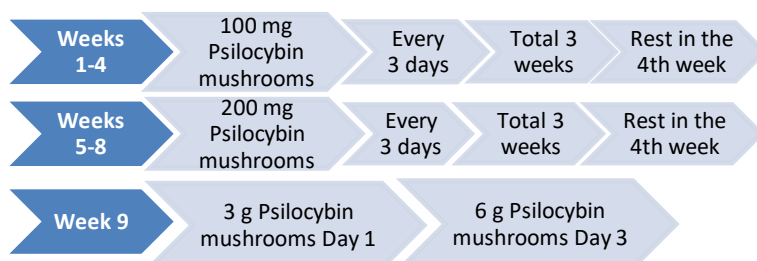 Weeks
1-4
100 mg
Psilocybin
mushrooms
Every
3 days
Total 3
weeks
Rest in the
4th week
Weeks
5-8
200 mg
Psilocybin
mushrooms
Every
3 days
Total 3
weeks
Rest in the
4th week
Week 9
3 g Psilocybin
mushrooms Day 1
6 g Psilocybin
mushrooms Day 3